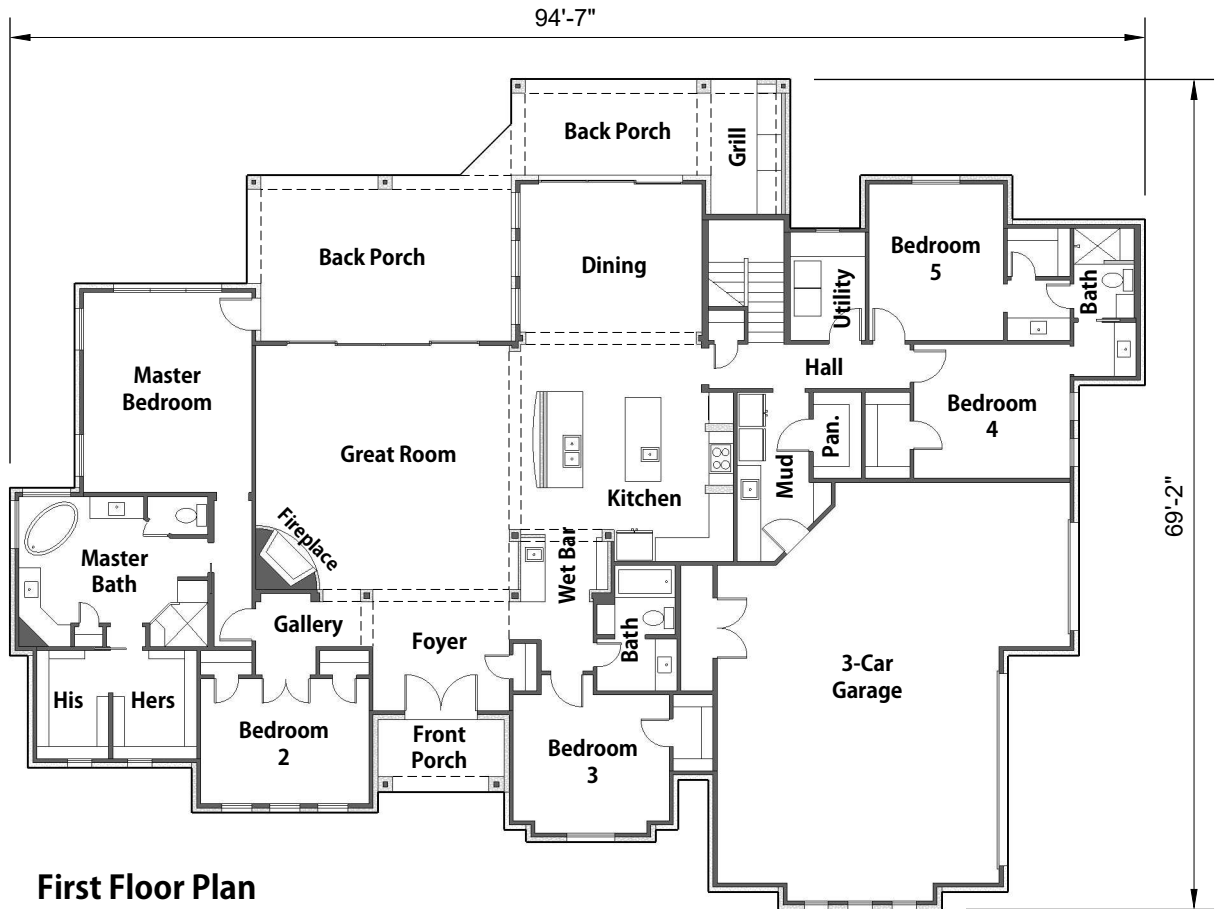 94'-7"
Back Porch
Grill
Back Porch
Dining
Utility
Bedroom
5
Bath
Hall
Master
Bedroom
Great Room
Kitchen
Mud
Pan.
Bedroom
4
69'-2"
Fireplace
Master
Bath
Wet Bar
Gallery
Foyer
Bath
3-Car
Garage
His
Hers
Bedroom
2
Front
Porch
Bedroom
3
First Floor Plan